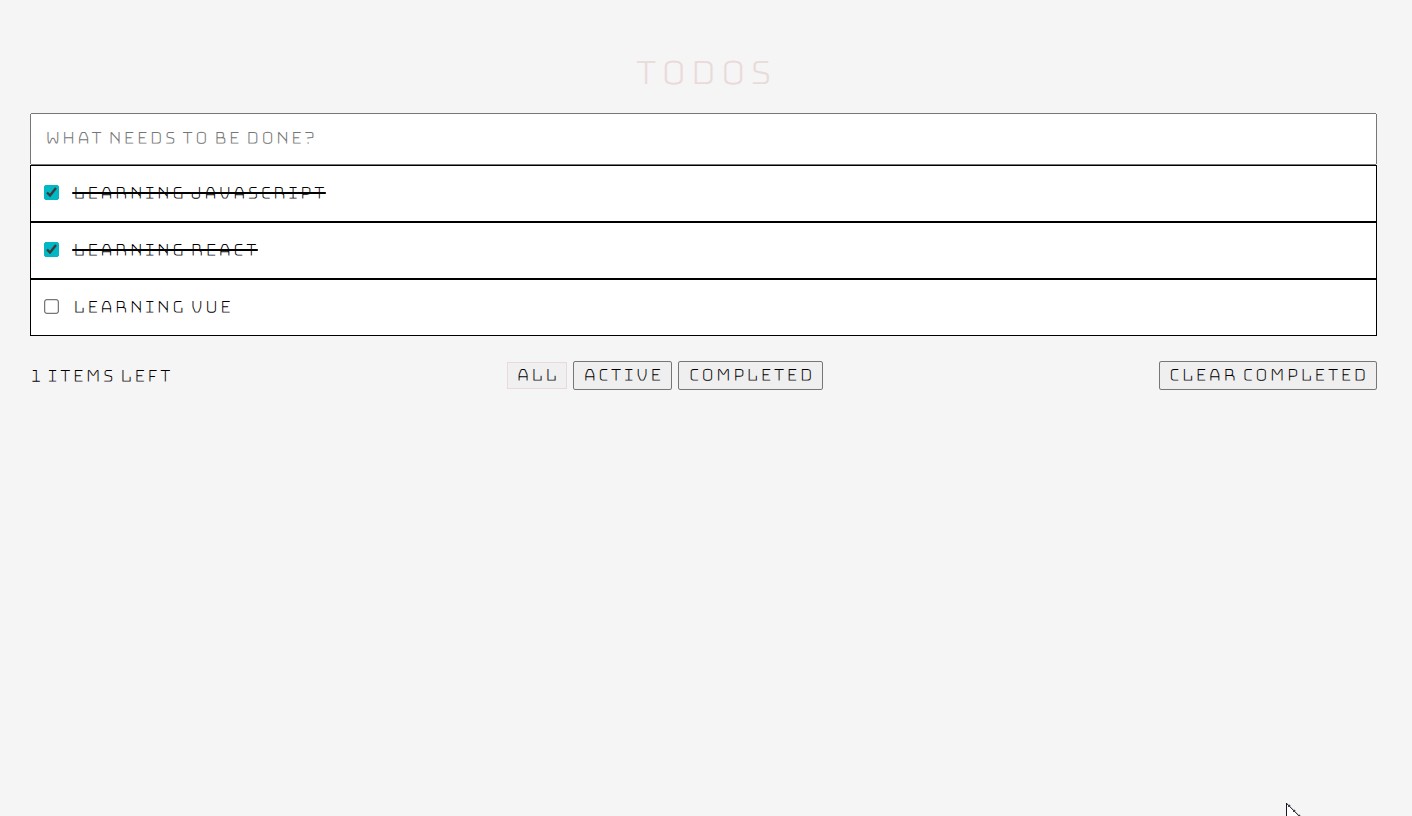 TODOS
WHAT NEEDS TO BE DONE?
LEARNING JAVASCRIPT
LEARNING REACT
LEARNING VUE
1 ITEMS LEFT ALL ACTIVE COMPLETED CLEAR COMPLETED